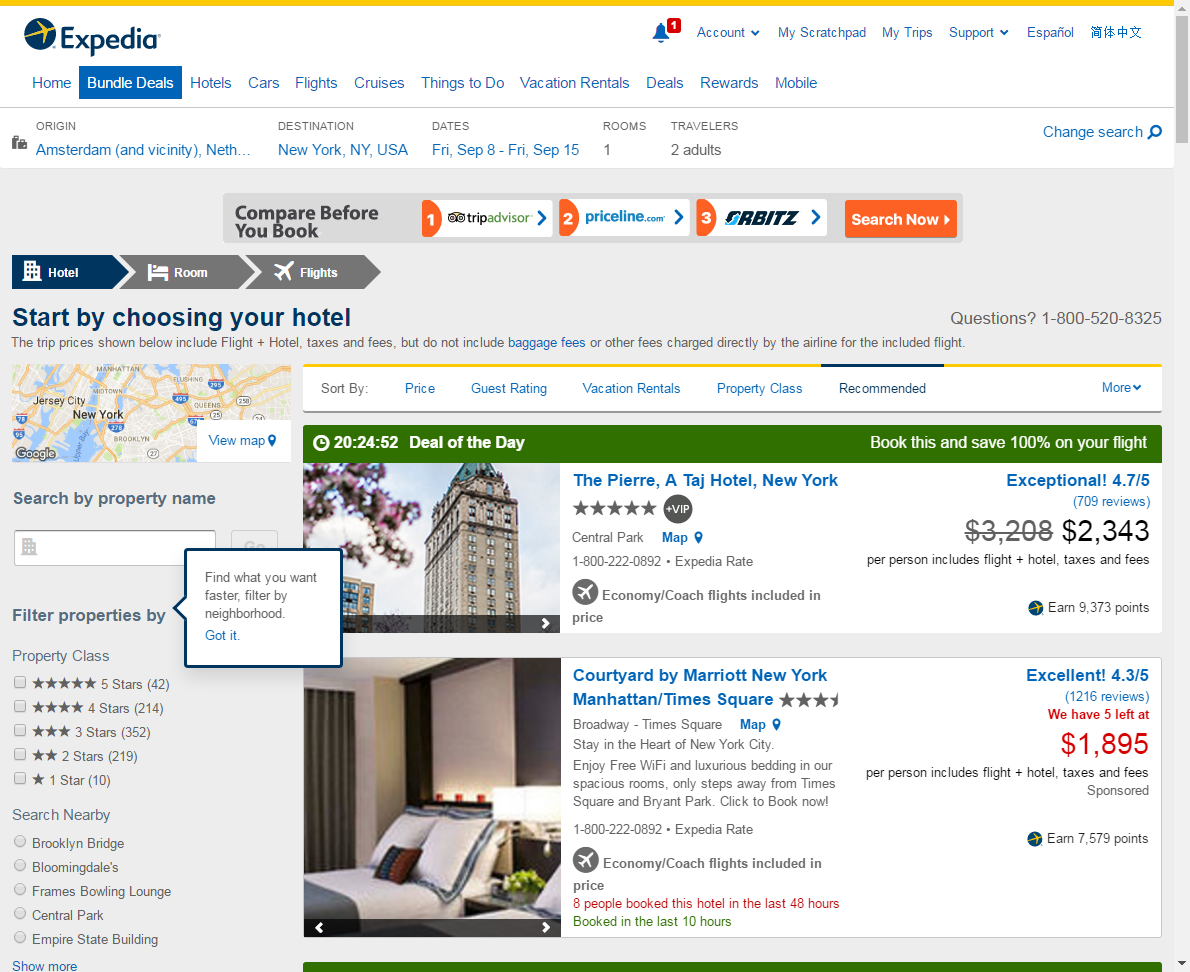 Expedia
1
Account
My Scratchpad
My Trips
Support
Español
简体中文
Home
Bundle Deals
Hotels
Cars
Flights
Cruises
Things to Do
Vacation Rentals
Deals
Rewards
Mobile
ORIGIN
Amsterdam (and vicinity), Neth...
DESTINATION
New York, NY, USA
DATES
Fri, Sep 8 - Fri, Sep 15
ROOMS
1
TRAVELERS
2 adults
Change search
Compare Before
You Book
1 tripadvisor
2 priceline.com
3 ORBITZ
Search Now
Hotel
Room
Flights
Start by choosing your hotel
Questions? 1-800-520-8325
The trip prices shown below include Flight + Hotel, taxes and fees, but do not include baggage fees or other fees charged directly by the airline for the included flight.
MANHATTAN
FLUSHING
295
MIDTOWN
495
Jersey City
QUEENS
258
New York
25
24
78
278
95
BROOKLYN
27
Upper Bay
Google
View map
Search by property name
Go
Find what you want
faster, filter by
neighborhood.
Got it.
Filter properties by
Property Class
5 Stars (42)
4 Stars (214)
3 Stars (352)
2 Stars (219)
1 Star (10)
Search Nearby
Brooklyn Bridge
Bloomingdale's
Frames Bowling Lounge
Central Park
Empire State Building
Show more
Sort By:
Price
Guest Rating
Vacation Rentals
Property Class
Recommended
More
20:24:52 Deal of the Day
Book this and save 100% on your flight
The Pierre, A Taj Hotel, New York
+VIP
Central Park
Map
1-800-222-0892 • Expedia Rate
Economy/Coach flights included in
price
Exceptional! 4.7/5
(709 reviews)
$3,208 $2,343
per person includes flight + hotel, taxes and fees
Earn 9,373 points
Courtyard by Marriott New York
Manhattan/Times Square
Broadway - Times Square
Map
Stay in the Heart of New York City.
Enjoy Free WiFi and luxurious bedding in our
spacious rooms, only steps away from Times
Square and Bryant Park. Click to Book now!
1-800-222-0892 • Expedia Rate
Economy/Coach flights included in
price
8 people booked this hotel in the last 48 hours
Booked in the last 10 hours
Excellent! 4.3/5
(1216 reviews)
We have 5 left at
$1,895
per person includes flight + hotel, taxes and fees
Sponsored
Earn 7,579 points